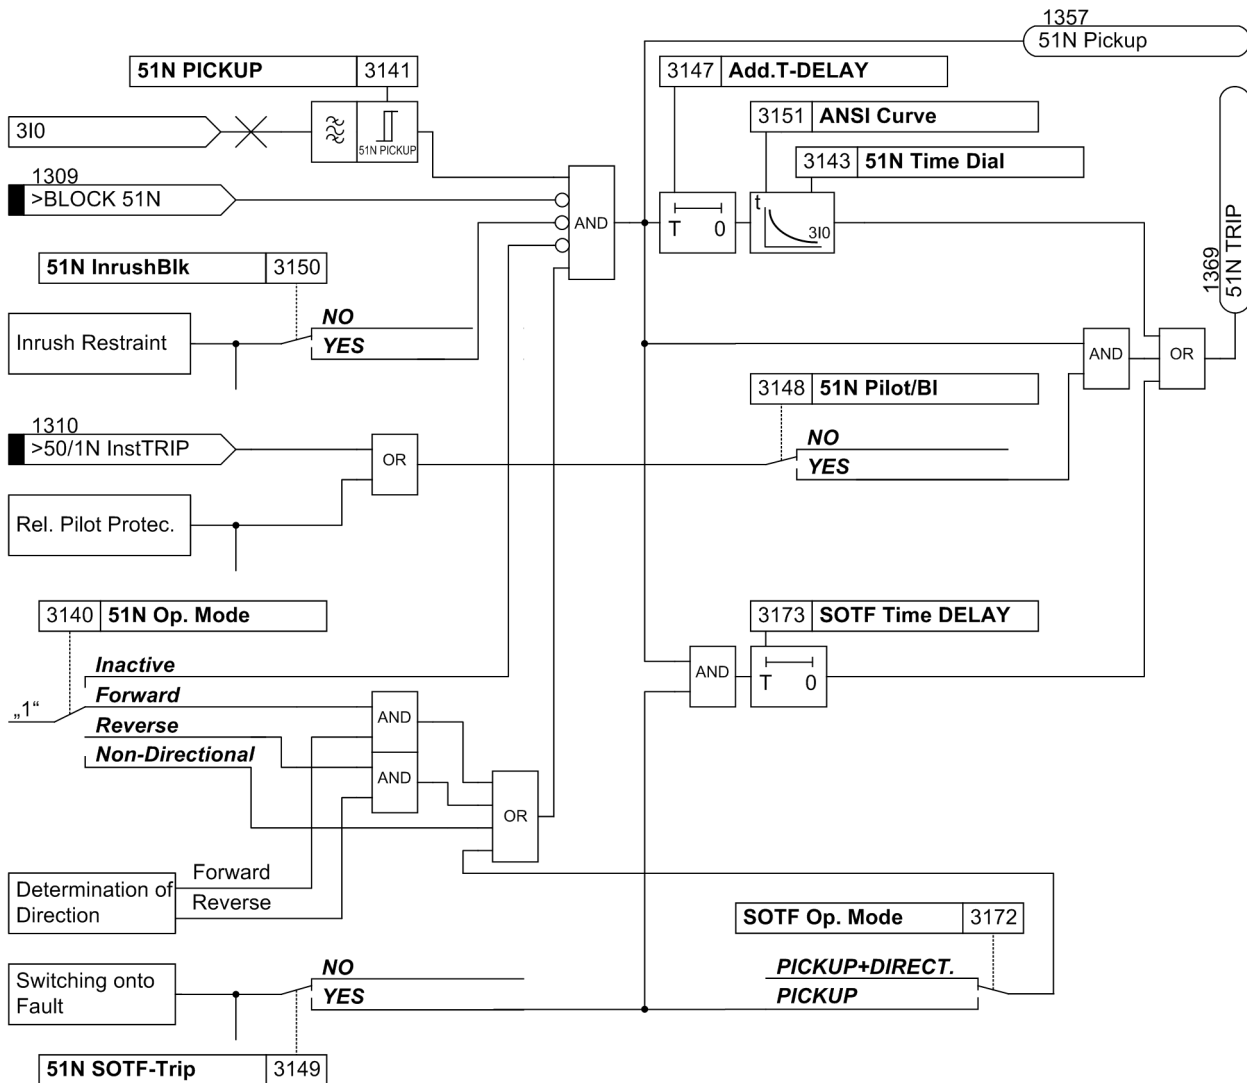 1357
51N Pickup
51N PICKUP 3141
3147 Add.T-DELAY
3I0
51N PICKUP
3151 ANSI Curve
3143 51N Time Dial
1309
>BLOCK 51N
AND
T 0
t
3I0
1369
51N TRIP
51N InrushBlk 3150
NO
YES
Inrush Restraint
AND
OR
3148 51N Pilot/BI
NO
YES
1310
>50/1N InstTRIP
OR
Rel. Pilot Protec.
3140 51N Op. Mode
3173 SOTF Time DELAY
Inactive
Forward
Reverse
Non-Directional
„1“
AND
AND
AND
T 0
OR
Determination of
Direction
Forward
Reverse
SOTF Op. Mode 3172
Switching onto
Fault
NO
YES
PICKUP+DIRECT.
PICKUP
51N SOTF-Trip 3149